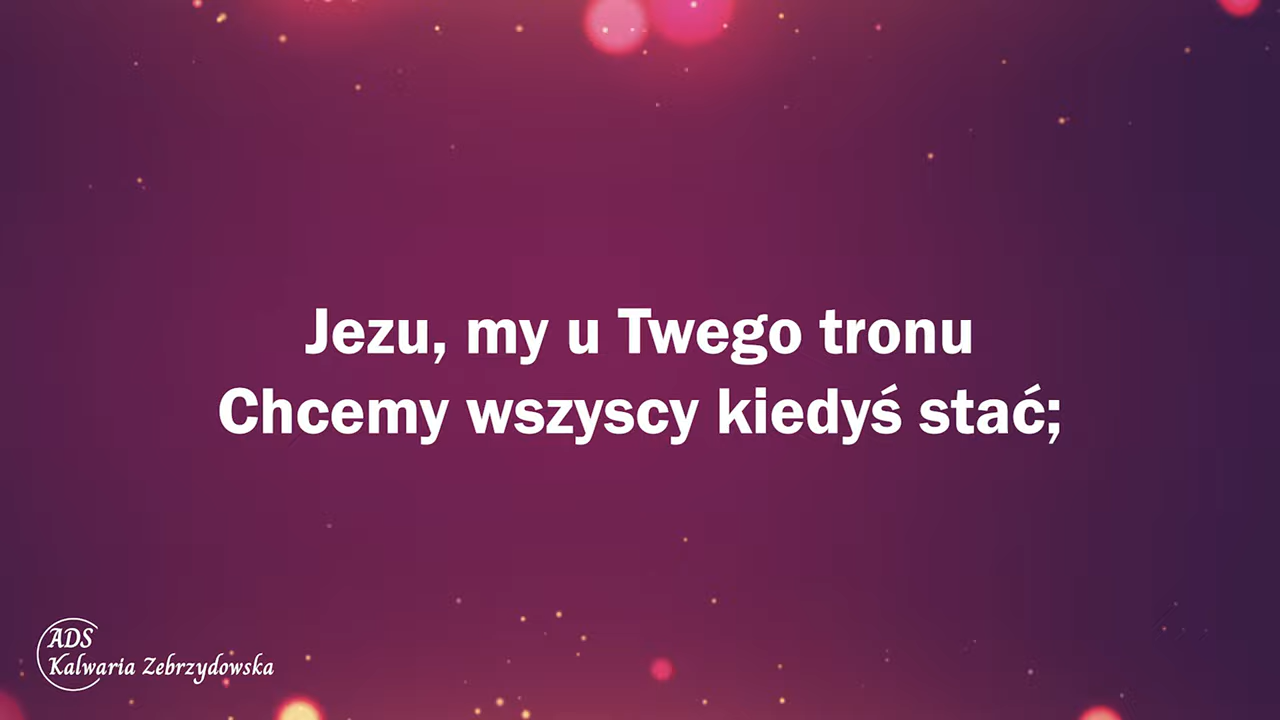 Jezu, my u Twego tronu
Chcemy wszyscy kiedyś stać;
ADS
Kalwaria Zebrzydowska